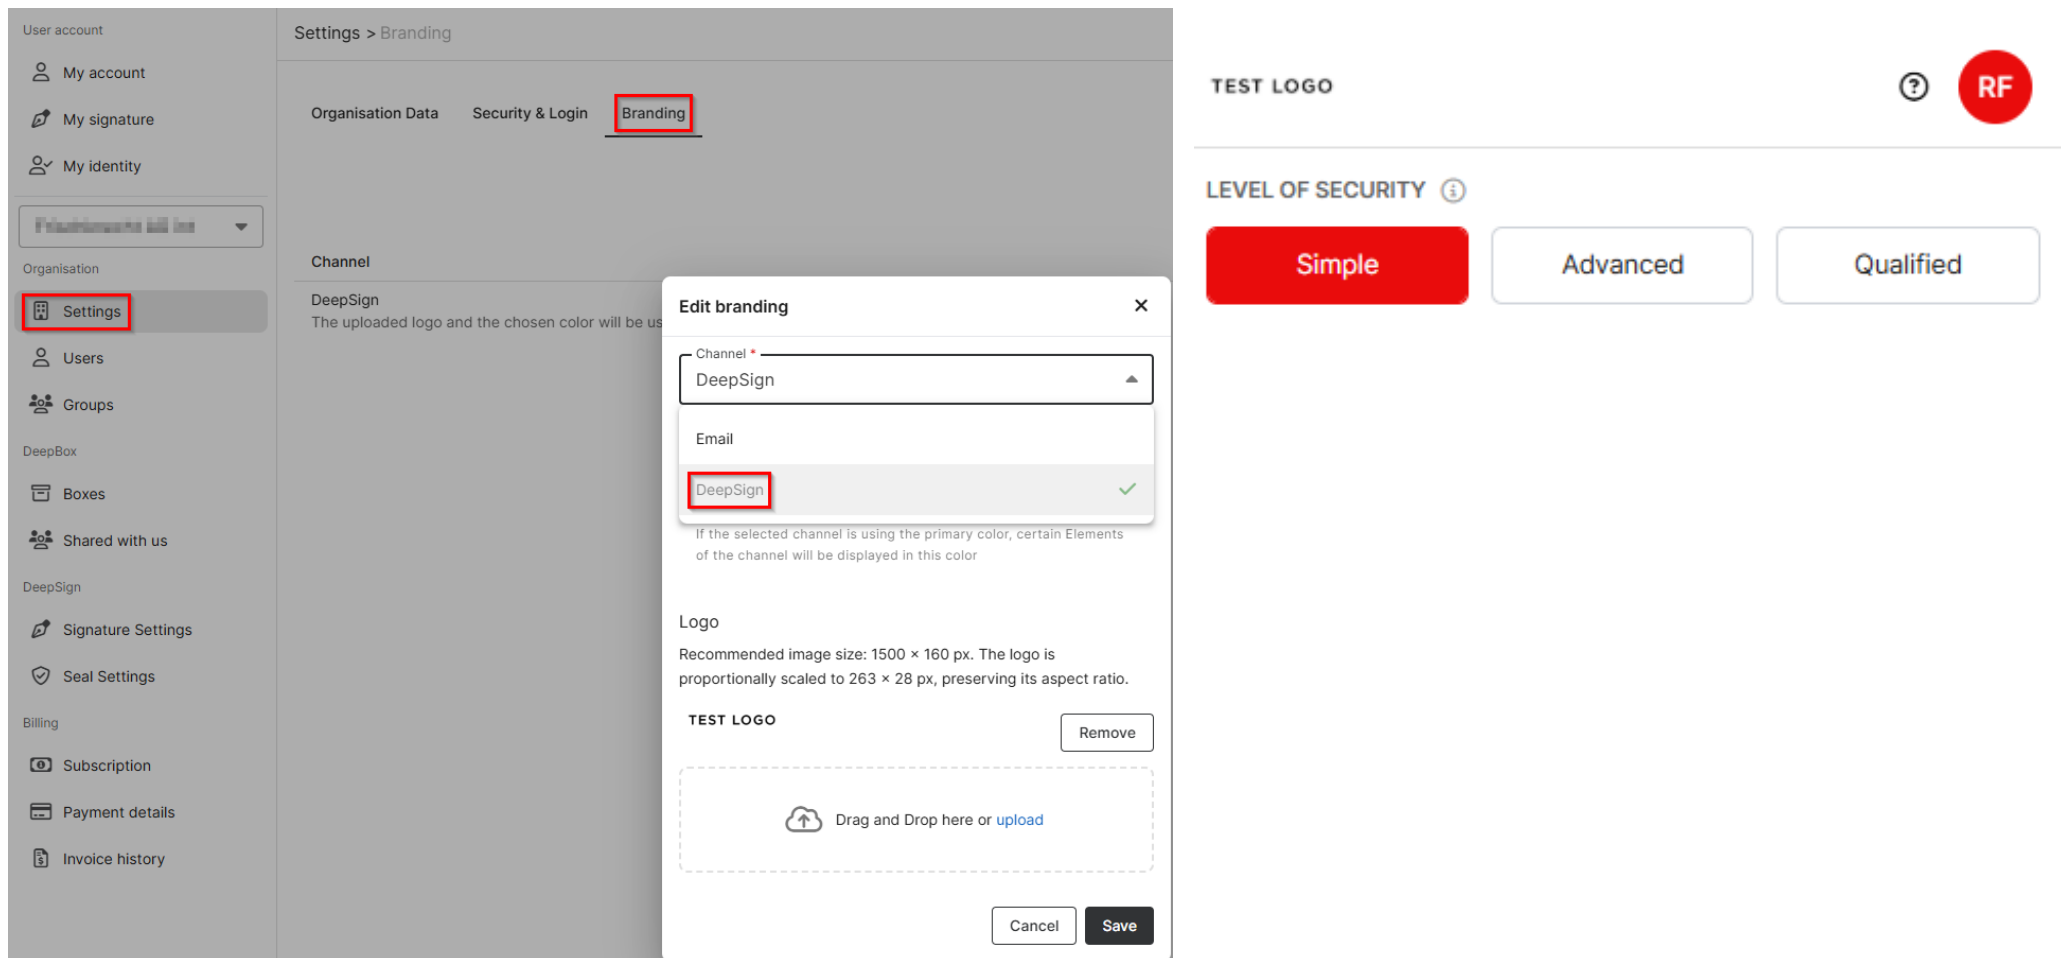 User account
My account
My signature
My identity
Organisation
Settings
Users
Groups
DeepBox
Boxes
Shared with us
DeepSign
Signature Settings
Seal Settings
Billing
Subscription
Payment details
Invoice history
Settings > Branding
Organisation Data Security & Login Branding
Channel
DeepSign
The uploaded logo and the chosen color will be us
Edit branding
Channel *
DeepSign
Email
DeepSign
If the selected channel is using the primary color, certain Elements
of the channel will be displayed in this color
Logo
Recommended image size: 1500 × 160 px. The logo is
proportionally scaled to 263 × 28 px, preserving its aspect ratio.
TEST LOGO
Remove
Drag and Drop here or upload
Cancel Save
TEST LOGO
RF
LEVEL OF SECURITY
Simple Advanced Qualified